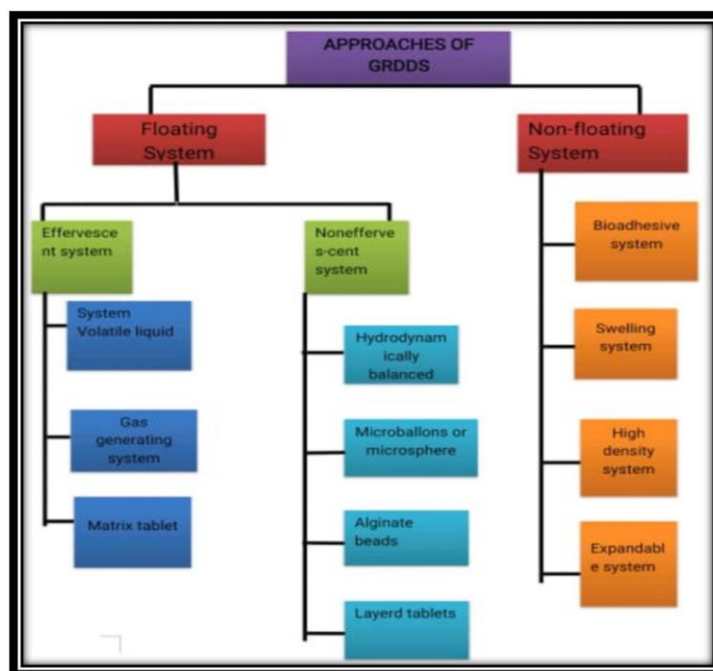 APPROACHES OF
GRDDS
Floating
System
Non-floating
System
Effervesce
nt system
Noneefferv
es-cent
system
System
Volatile liquid
Gas
generating
system
Matrix tablet
Hydrodynam
ically
balanced
Microballons or
microsphere
Alginate
beads
Layerd tablets
Bioadhesive
system
Swelling
system
High
density
system
Expandabl
e system